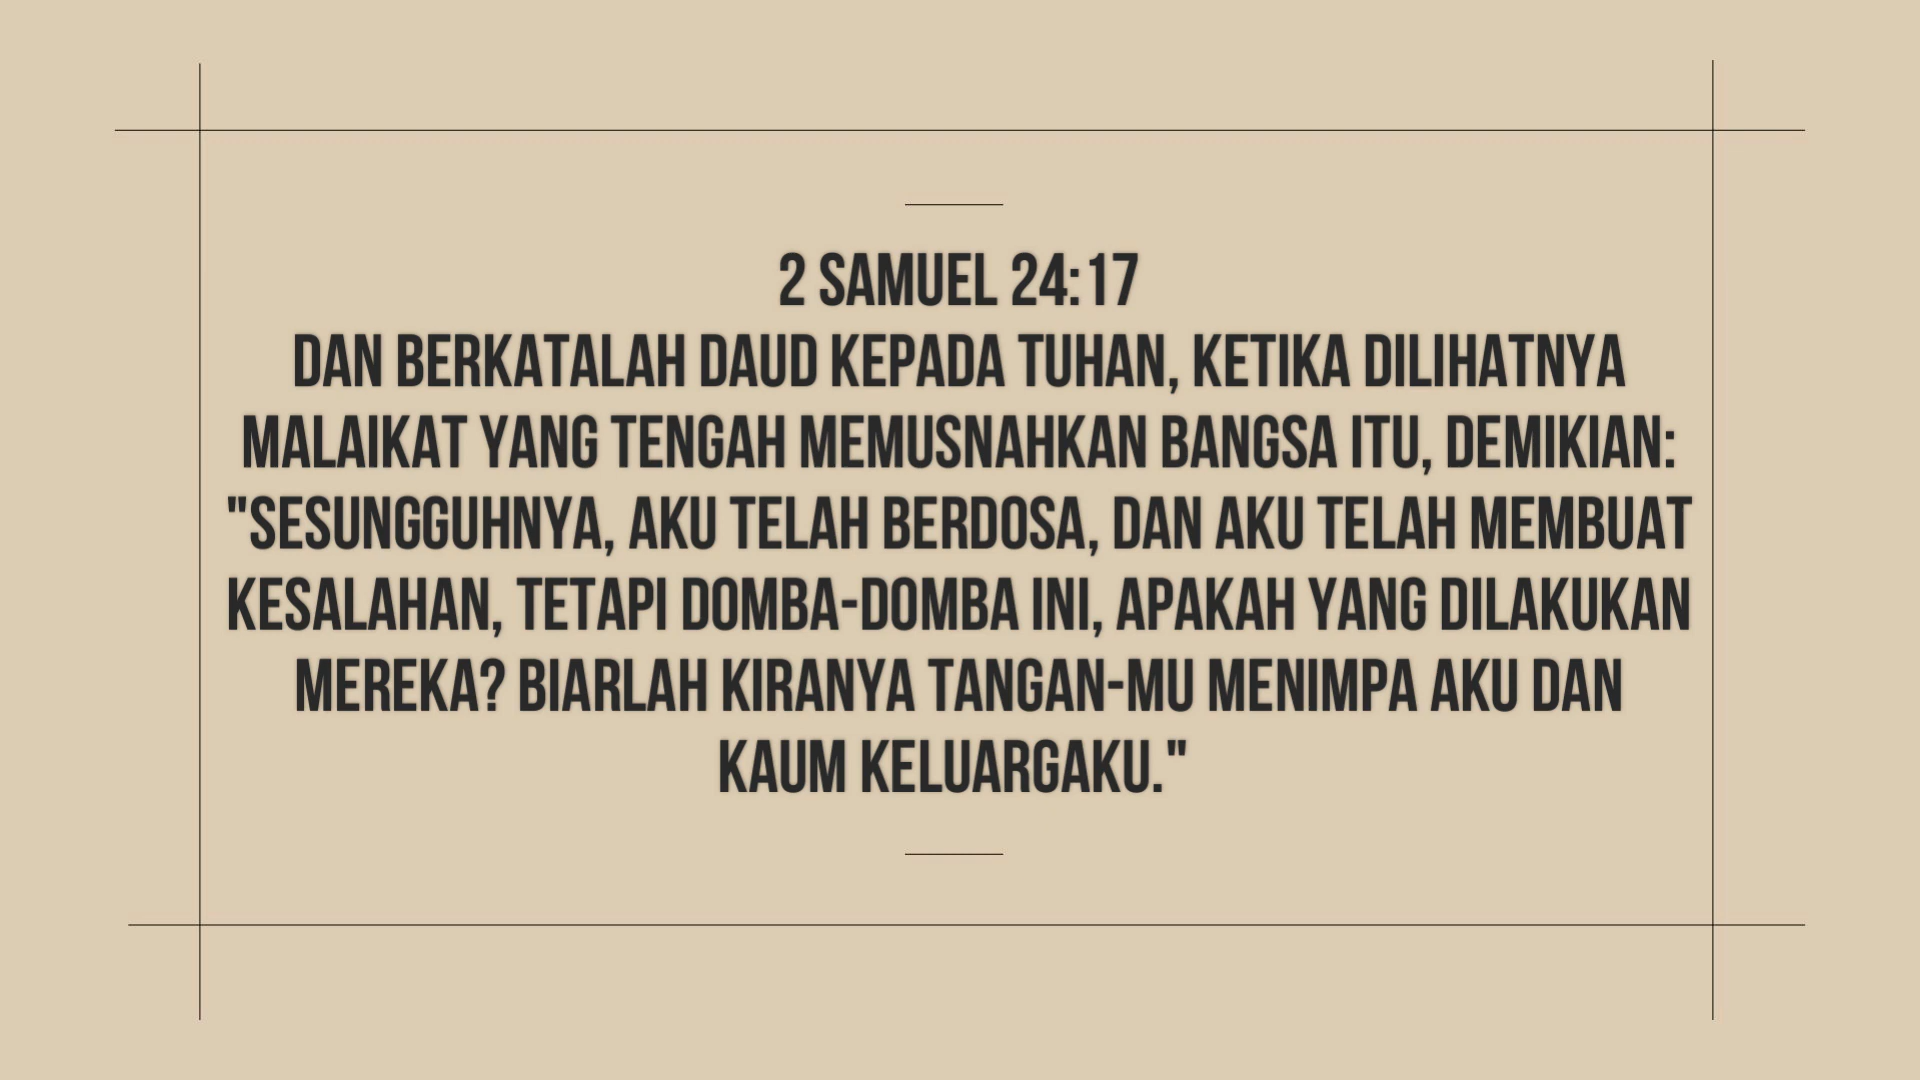 2 SAMUEL 24:17
DAN BERKATALAH DAUD KEPADA TUHAN, KETIKA DILIHATNYA
MALAIKAT YANG TENGAH MEMUSNAHKAN BANGSA ITU, DEMIKIAN:
"SESUNGGUHNYA, AKU TELAH BERDOSA, DAN AKU TELAH MEMBUAT
KESALAHAN, TETAPI DOMBA-DOMBA INI, APAKAH YANG DILAKUKAN
MEREKA? BIARLAH KIRANYA TANGAN-MU MENIMPA AKU DAN
KAUM KELUARGAKU."